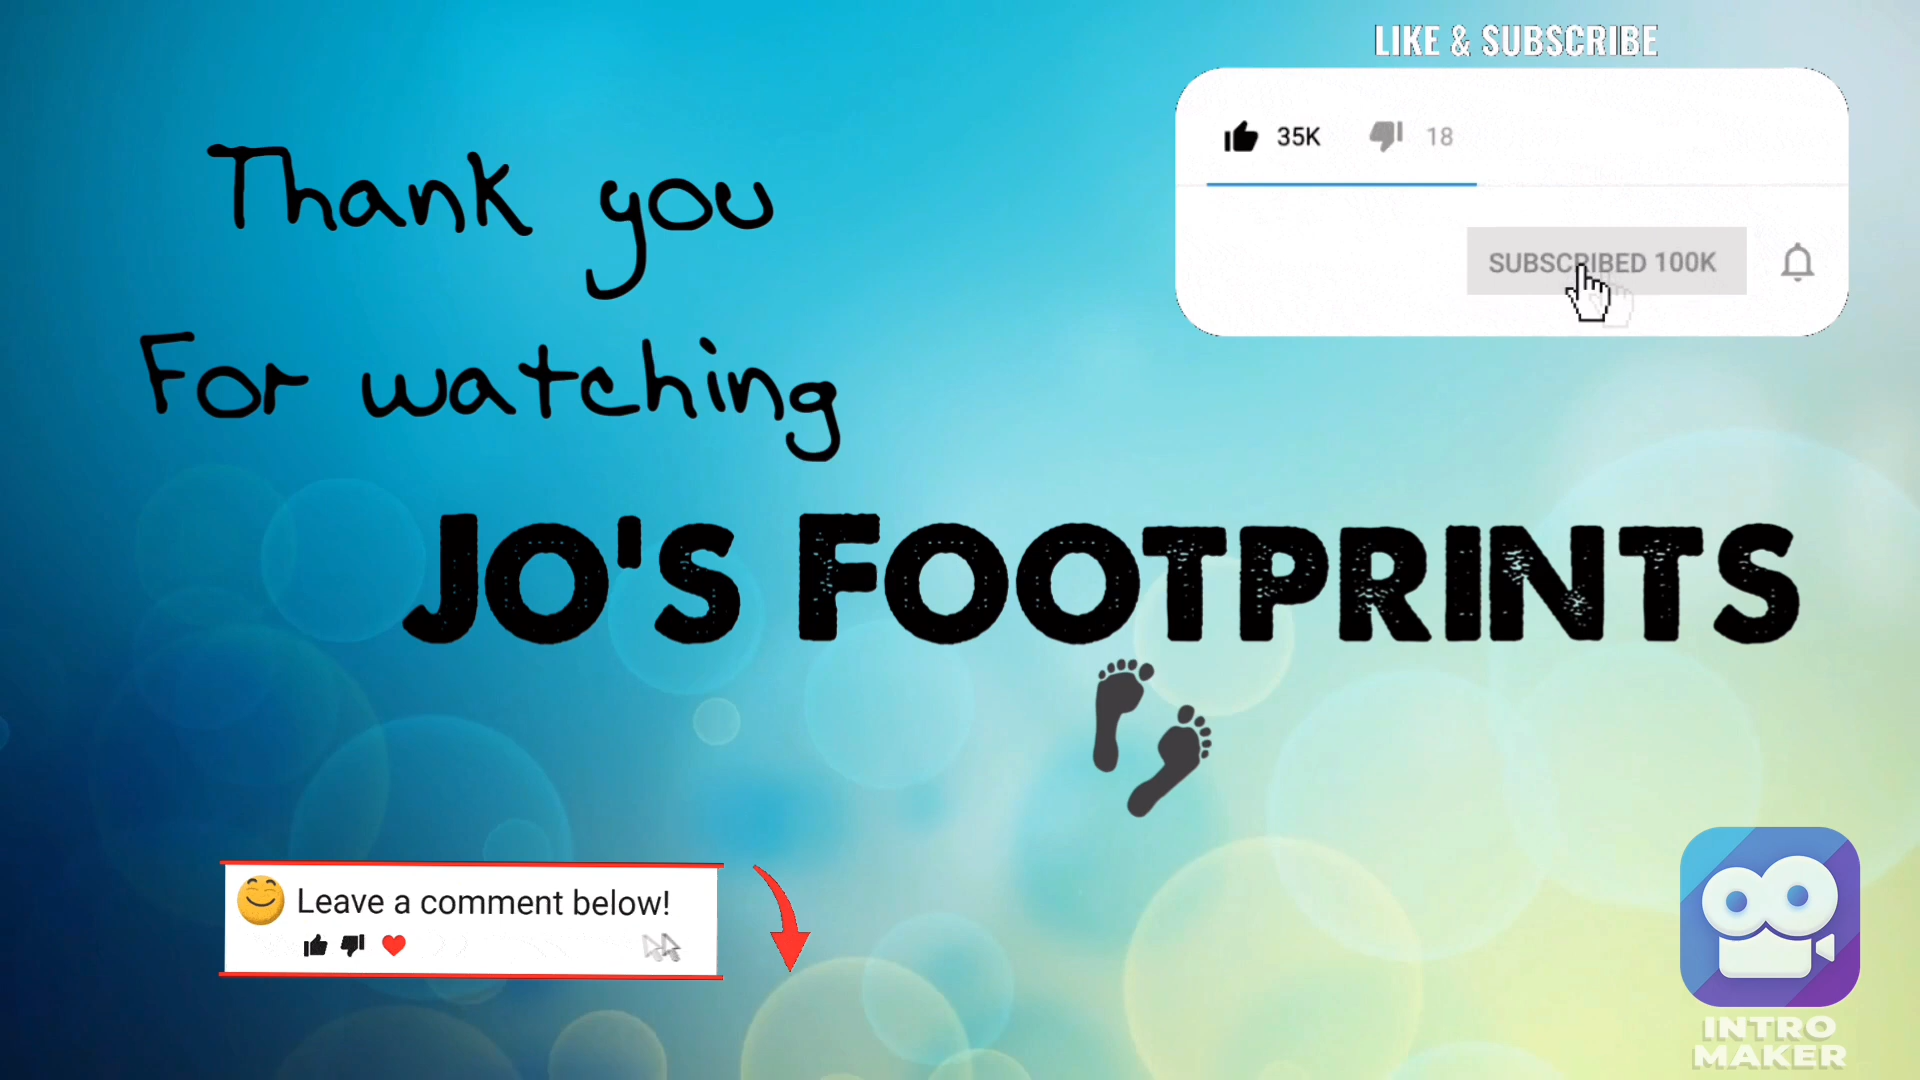 LIKE & SUBSCRIBE
35K 18
SUBSCRIBED 100K
Thank you
For watching
JO'S FOOTPRINTS
Leave a comment below!
INTRO
MAKER